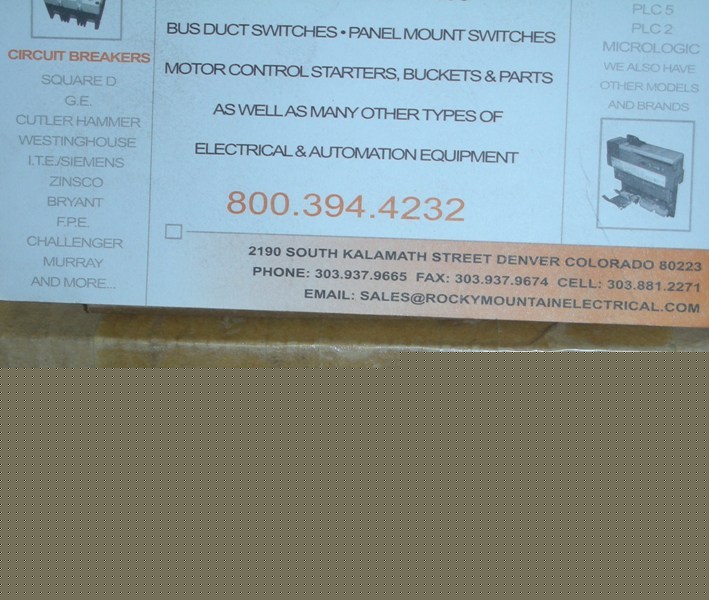 CIRCUIT BREAKERS
SQUARE D
G.E.
CUTLER HAMMER
WESTINGHOUSE
I.T.E/SIEMENS
ZINSCO
BRYANT
F.P.E.
CHALLENGER
MURRAY
AND MORE...
BUS DUCT SWITCHES • PANEL MOUNT SWITCHES
MOTOR CONTROL STARTERS, BUCKETS & PARTS
AS WELL AS MANY OTHER TYPES OF
ELECTRICAL & AUTOMATION EQUIPMENT
800.394.4232
PLC 5
PLC 2
MICROLOGIC
WE ALSO HAVE
OTHER MODELS
AND BRANDS
2190 SOUTH KALAMATH STREET DENVER COLORADO 80223
PHONE: 303.937.9665 FAX: 303.937.9674 CELL: 303.881.2271
EMAIL: SALES@ROCKYMOUNTAINELECTRICAL.COM